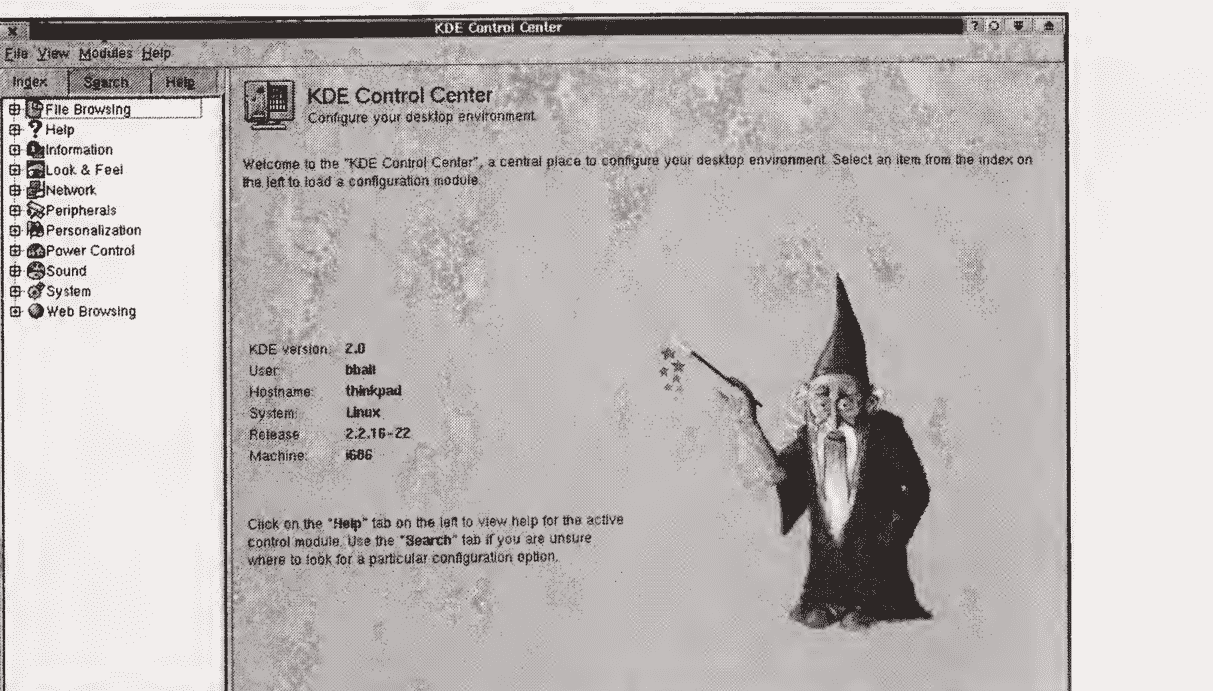 KDE Control Center
File View Modules Help
Index Search Help
File Browsing
Help
Information
Look & Feel
Network
Peripherals
Personalization
Power Control
Sound
System
Web Browsing
KDE Control Center
Configure your desktop environment.
Welcome to the "KDE Control Center", a central place to configure your desktop environment. Select an item from the index on
the left to load a configuration module.
KDE version: 2.0
User: bball
Hostname: thinkpad
System: Linux
Release: 2.2.16-22
Machine: i686
Click on the "Help" tab on the left to view help for the active
control module. Use the "Search" tab if you are unsure
where to look for a particular configuration option.